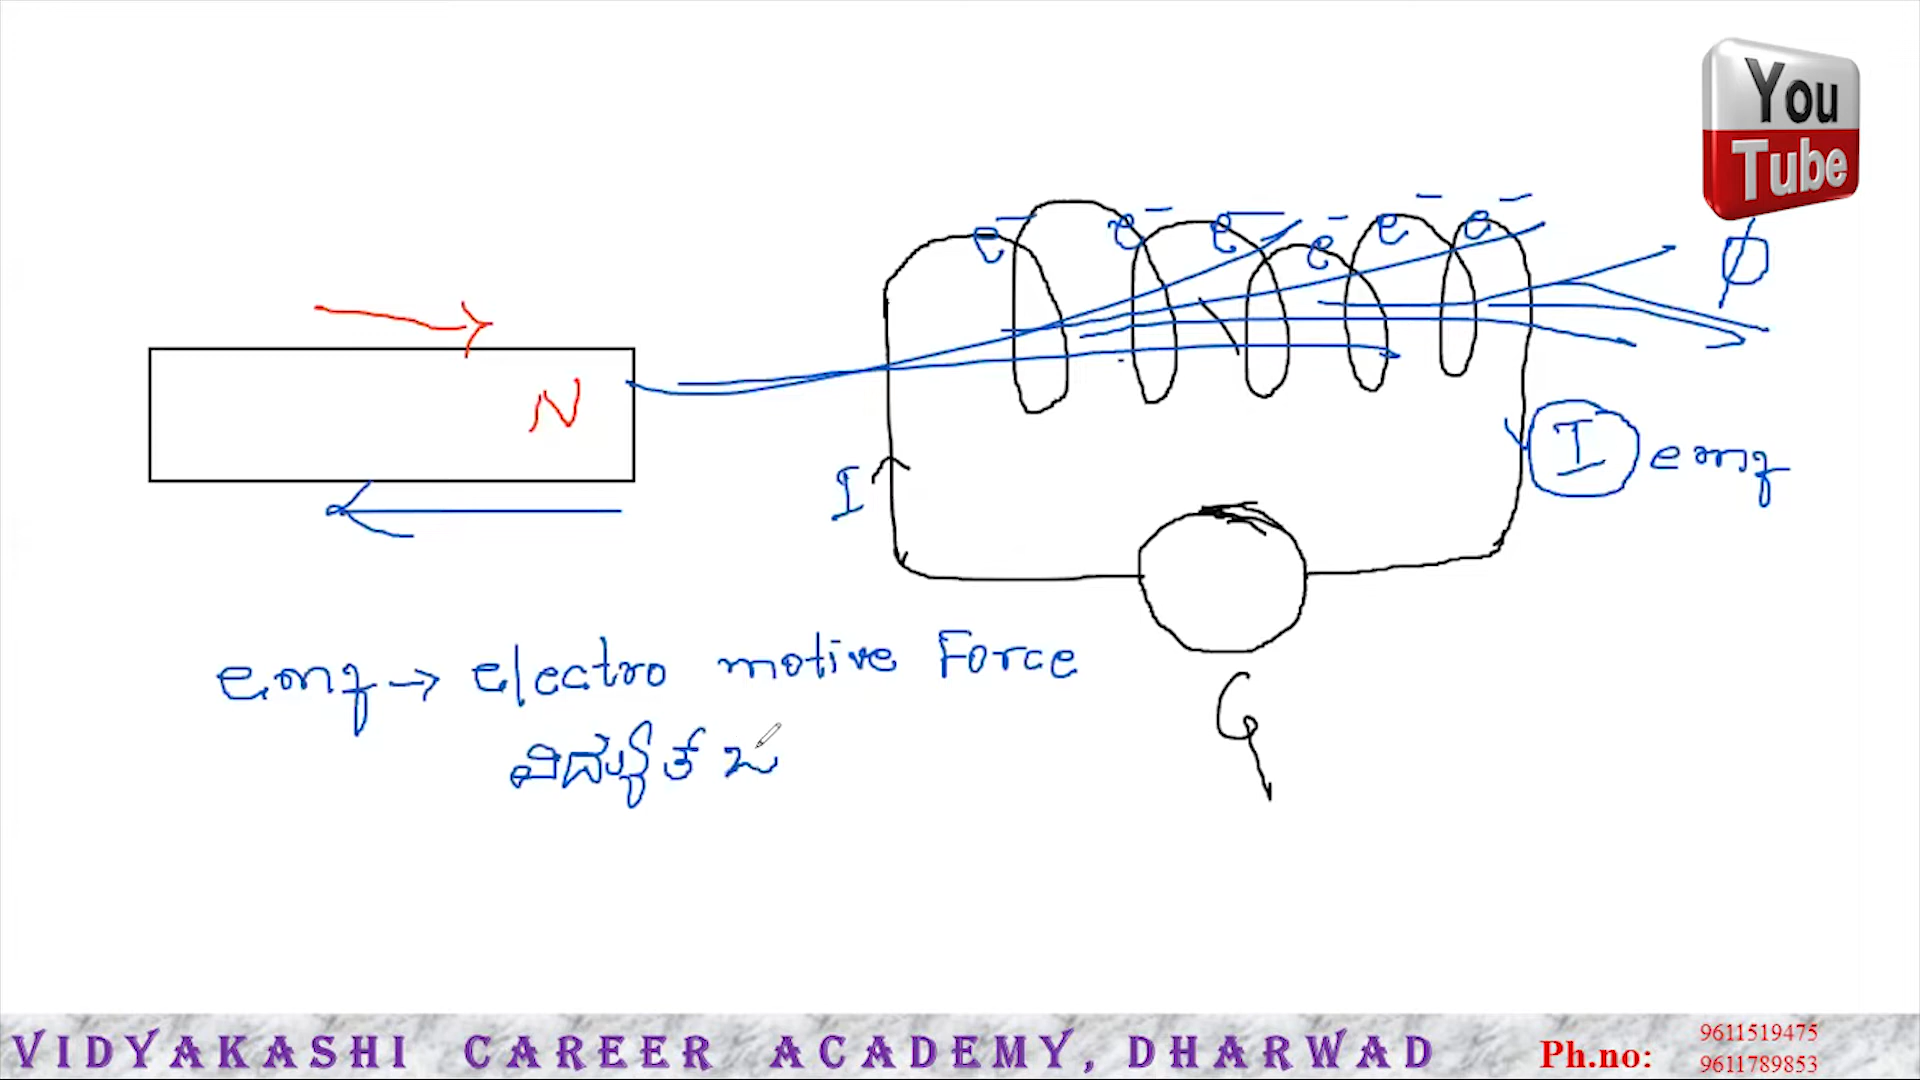 You
Tube
e⁻ e⁻ e⁻ e⁻ e⁻ e⁻
ϕ
N
I
I emf
emf → electro motive Force
ವಿದ್ಯುತ್ ಒ
G
VIDYAKASHI CAREER ACADEMY, DHARWAD
Ph.no:
9611519475
9611789853